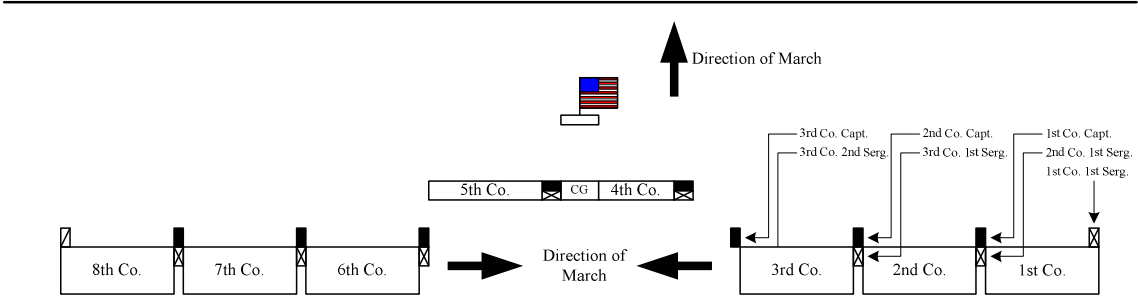 Direction of March
3rd Co. Capt.
2nd Co. Capt.
1st Co. Capt.
3rd Co. 2nd Serg.
3rd Co. 1st Serg.
2nd Co. 1st Serg.
1st Co. 1st Serg.
5th Co.
CG
4th Co.
8th Co.
7th Co.
6th Co.
Direction of
March
3rd Co.
2nd Co.
1st Co.